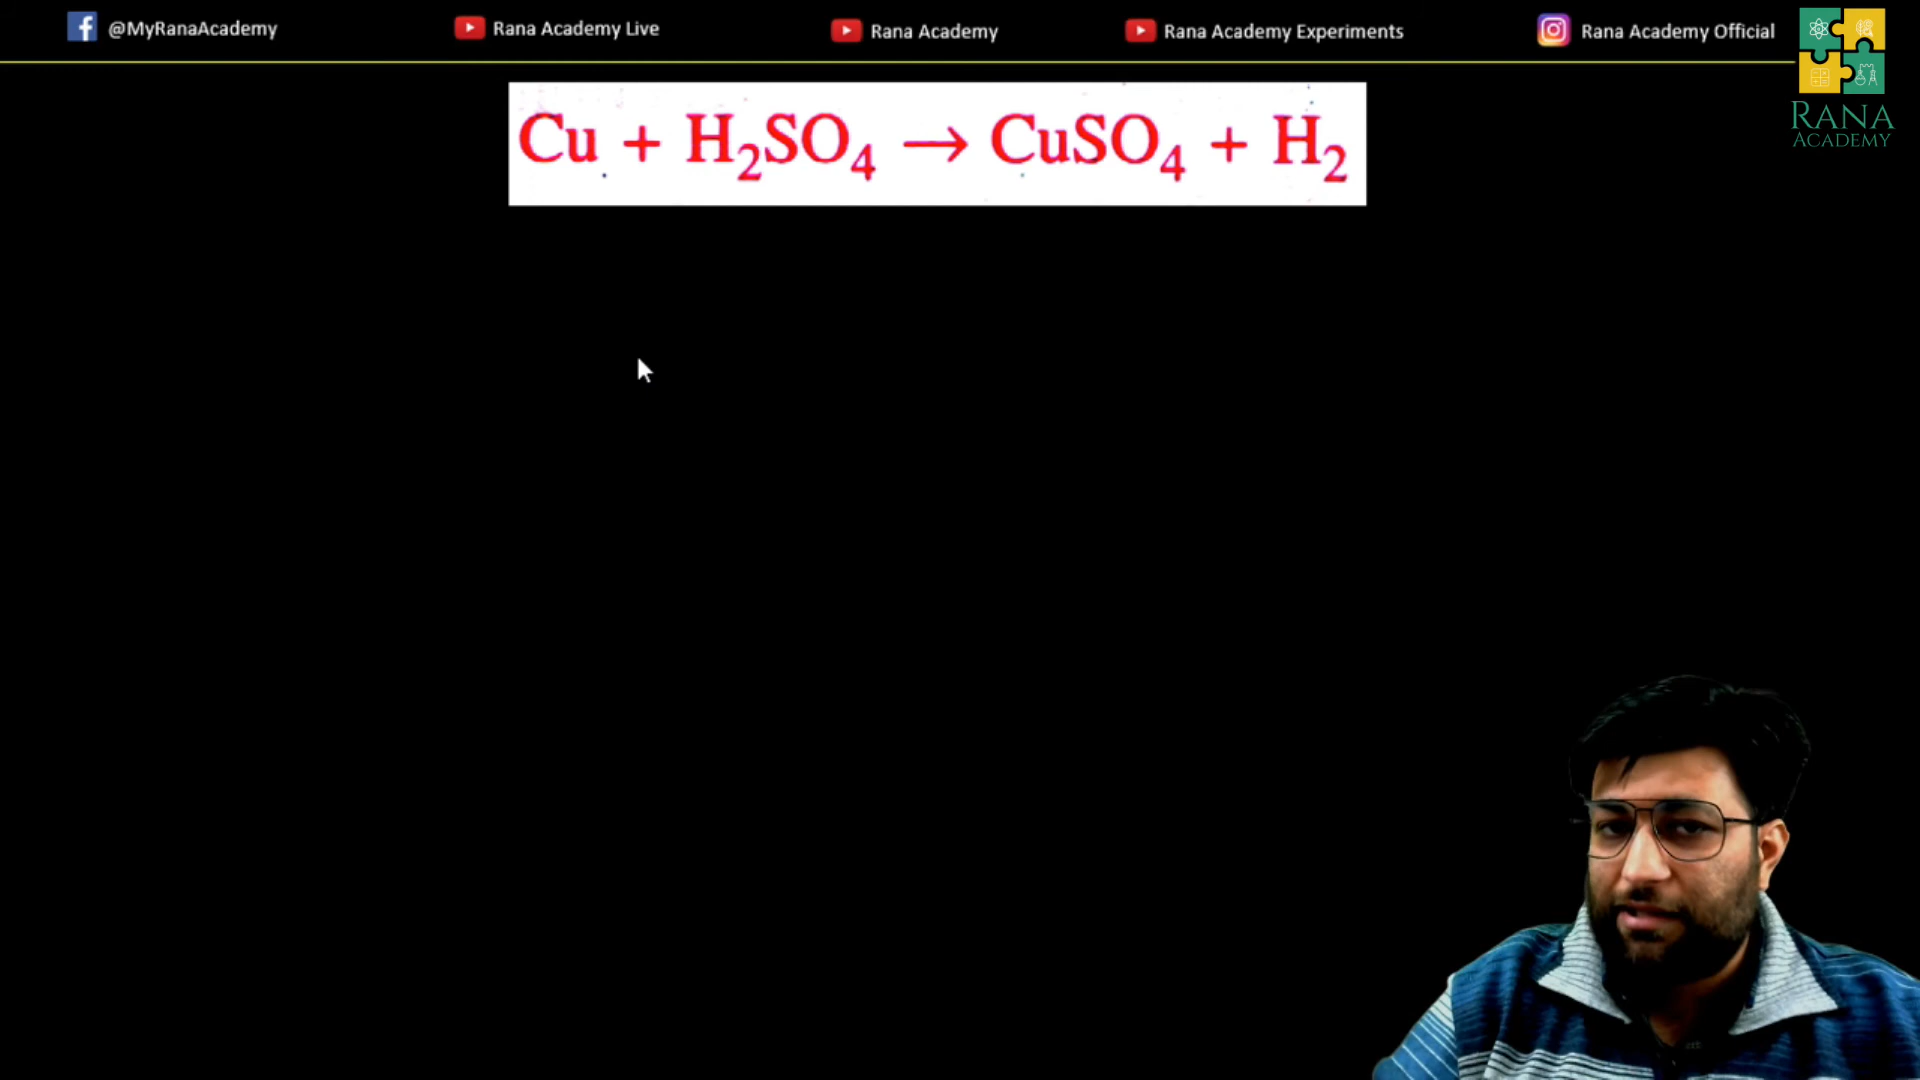 @MyRanaAcademy Rana Academy Live Rana Academy Rana Academy Experiments Rana Academy Official
RANA
ACADEMY
Cu + H₂SO₄ → CuSO₄ + H₂